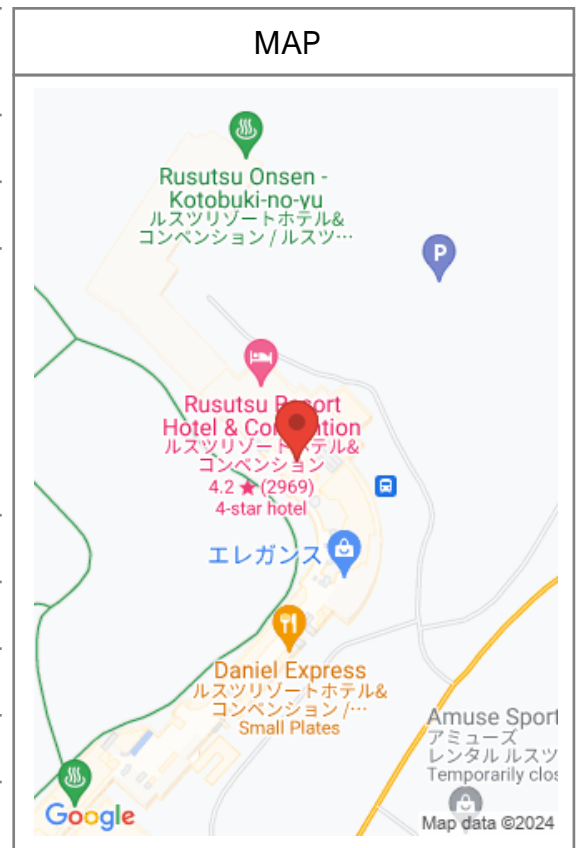 MAP
Rusutsu Onsen -
Kotobuki-no-yu
ルスツリゾートホテル&
コンベンション / ルスツ…
P
Rusutsu Resort
Hotel & Convention
ルスツリゾートホテル&
コンベンション
4.2 ★ (2969)
4-star hotel
エレガンス
Daniel Express
ルスツリゾートホテル&
コンベンション /…
Small Plates
Amuse Sport
アミューズ
レンタル ルスツ
Temporarily clos
Google
Map data ©2024